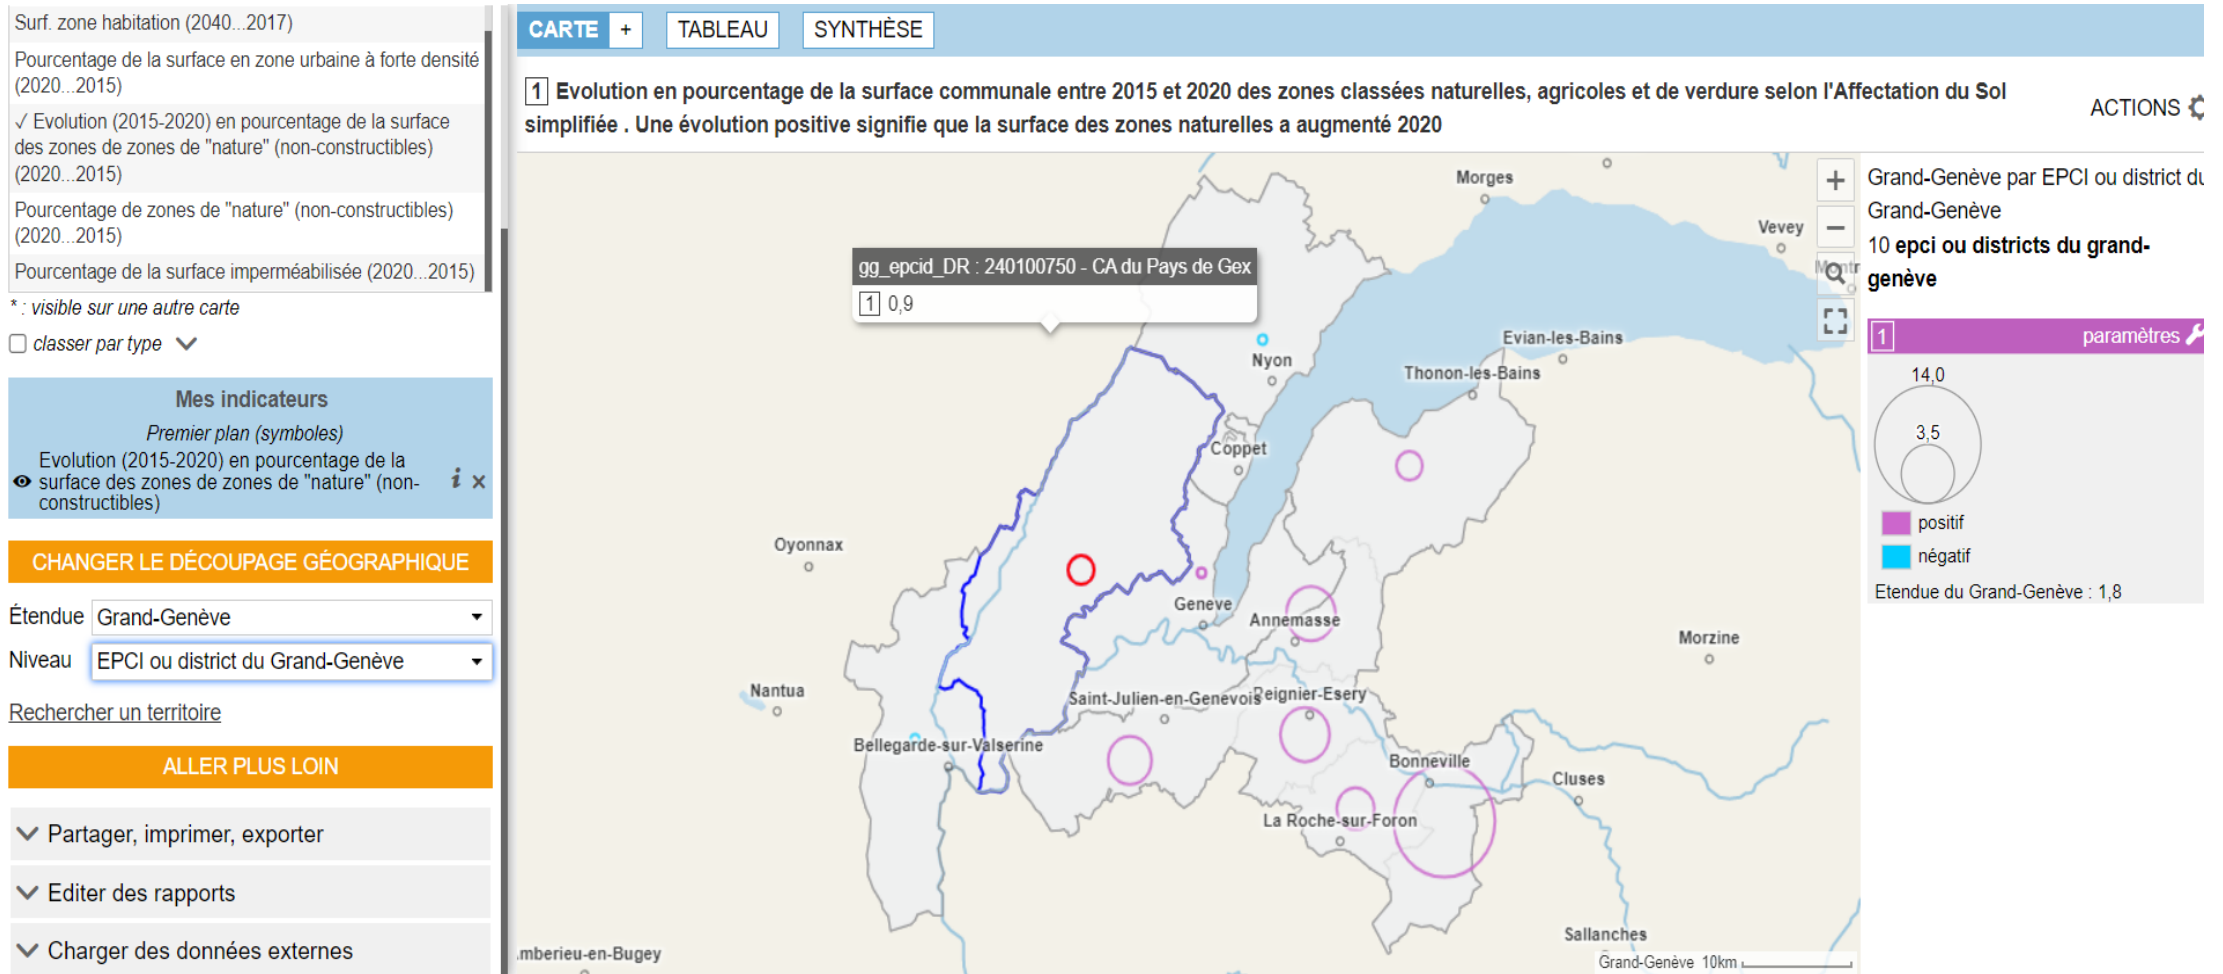 Surf. zone habitation (2040...2017)
Pourcentage de la surface en zone urbaine à forte densité
(2020...2015)
✓ Evolution (2015-2020) en pourcentage de la surface
des zones de zones de "nature" (non-constructibles)
(2020...2015)
Pourcentage de zones de "nature" (non-constructibles)
(2020...2015)
Pourcentage de la surface imperméabilisée (2020...2015)
* : visible sur une autre carte
classer par type
Mes indicateurs
Premier plan (symboles)
Evolution (2015-2020) en pourcentage de la
surface des zones de zones de "nature" (non-
constructibles)
i ×
CHANGER LE DÉCOUPAGE GÉOGRAPHIQUE
Étendue Grand-Genève
Niveau EPCI ou district du Grand-Genève
Rechercher un territoire
ALLER PLUS LOIN
Partager, imprimer, exporter
Editer des rapports
Charger des données externes
CARTE + TABLEAU SYNTHÈSE
1 Evolution en pourcentage de la surface communale entre 2015 et 2020 des zones classées naturelles, agricoles et de verdure selon l'Affectation du Sol
simplifiée . Une évolution positive signifie que la surface des zones naturelles a augmenté 2020
ACTIONS
Morges
Vevey
gg_epcid_DR : 240100750 - CA du Pays de Gex
1 0,9
Nyon
Evian-les-Bains
Thonon-les-Bains
Coppet
Oyonnax
Geneve
Annemasse
Morzine
Nantua
Saint-Julien-en-Genevois
Reignier-Esery
Bellegarde-sur-Valserine
Bonneville
Cluses
La Roche-sur-Foron
Sallanches
mberieu-en-Bugey
Grand-Genève 10km
+
−
Grand-Genève par EPCI ou district du
Grand-Genève
10 epci ou districts du grand-
genève
1 paramètres
14,0
3,5
positif
négatif
Etendue du Grand-Genève : 1,8